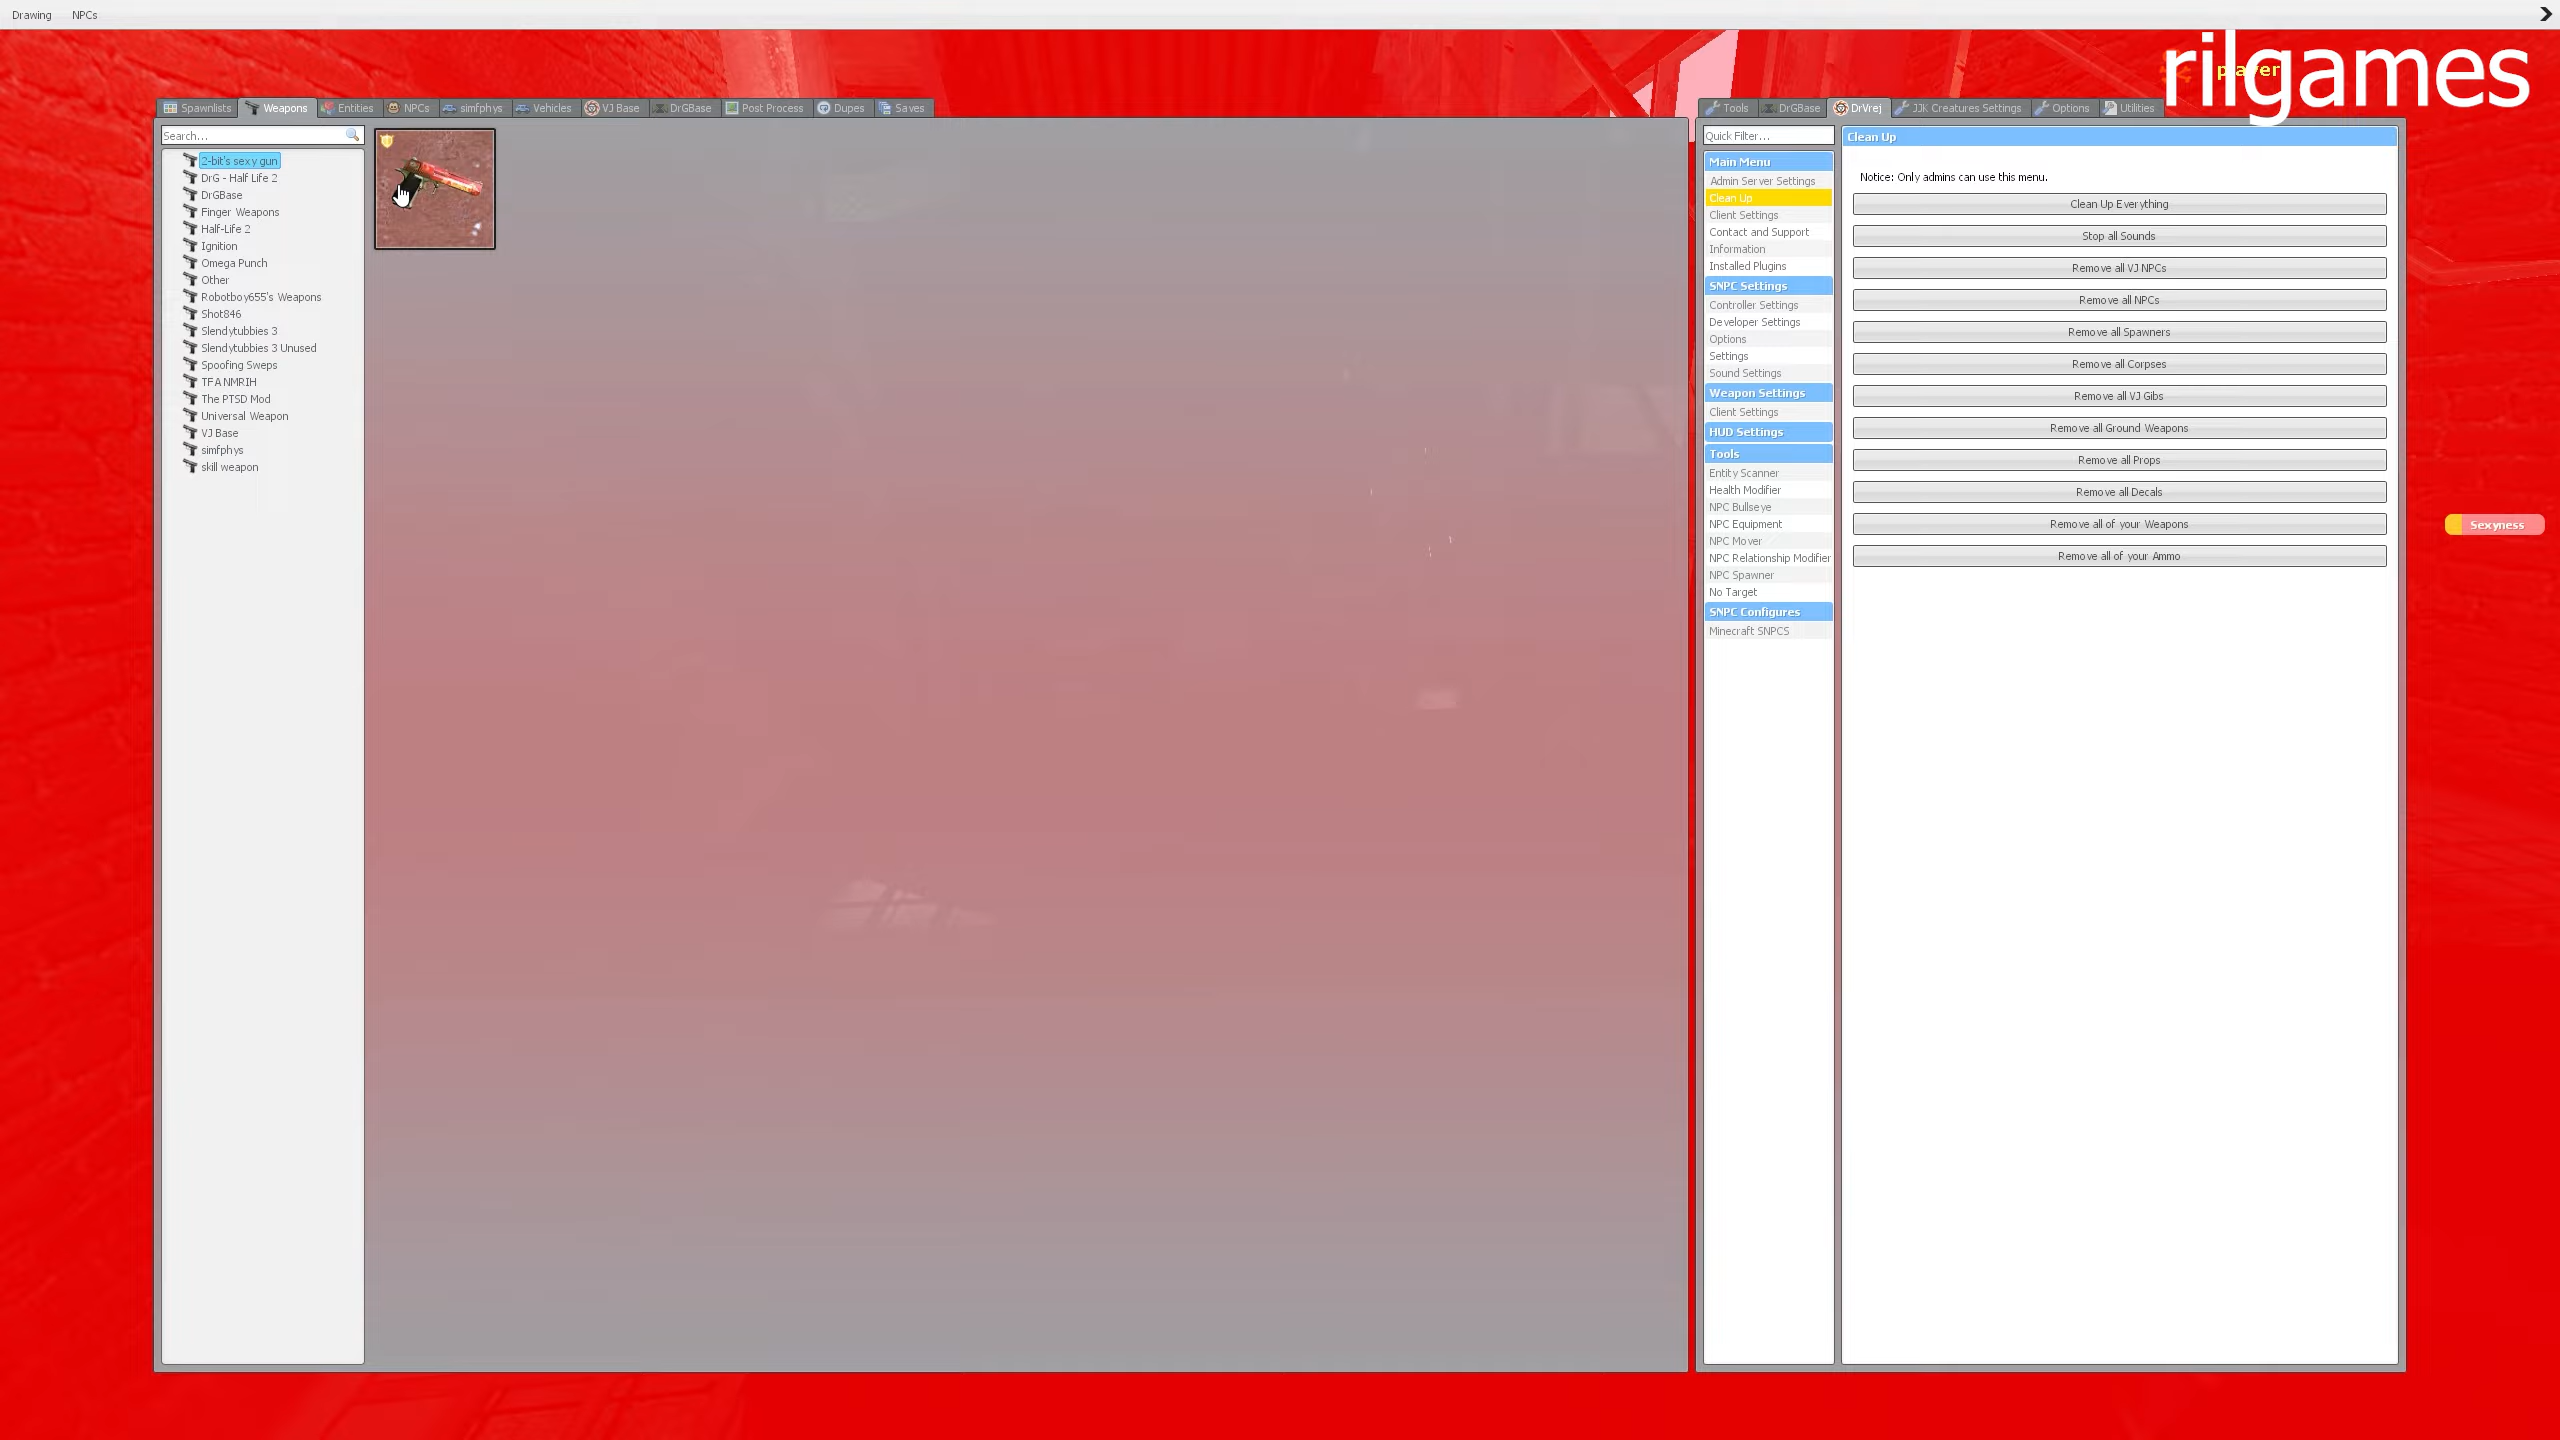 Drawing NPCs
rilgames
player
Spawnlists Weapons Entities NPCs simfphys Vehicles VJ Base DrGBase Post Process Dupes Saves
Search...
2-bit's sexy gun
DrG - Half Life 2
DrGBase
Finger Weapons
Half-Life 2
Ignition
Omega Punch
Other
Robotboy655's Weapons
Shot846
Slendytubbies 3
Slendytubbies 3 Unused
Spoofing Sweps
TFA NMRIH
The PTSD Mod
Universal Weapon
VJ Base
simfphys
skill weapon
Tools DrGBase DrVrej JJK Creatures Settings Options Utilities
Quick Filter...
Main Menu
Admin Server Settings
Clean Up
Client Settings
Contact and Support
Information
Installed Plugins
SNPC Settings
Controller Settings
Developer Settings
Options
Settings
Sound Settings
Weapon Settings
Client Settings
HUD Settings
Tools
Entity Scanner
Health Modifier
NPC Bullseye
NPC Equipment
NPC Mover
NPC Relationship Modifier
NPC Spawner
No Target
SNPC Configures
Minecraft SNPCS
Clean Up
Notice: Only admins can use this menu.
Clean Up Everything
Stop all Sounds
Remove all VJ NPCs
Remove all NPCs
Remove all Spawners
Remove all Corpses
Remove all VJ Gibs
Remove all Ground Weapons
Remove all Props
Remove all Decals
Remove all of your Weapons
Remove all of your Ammo
Sexyness